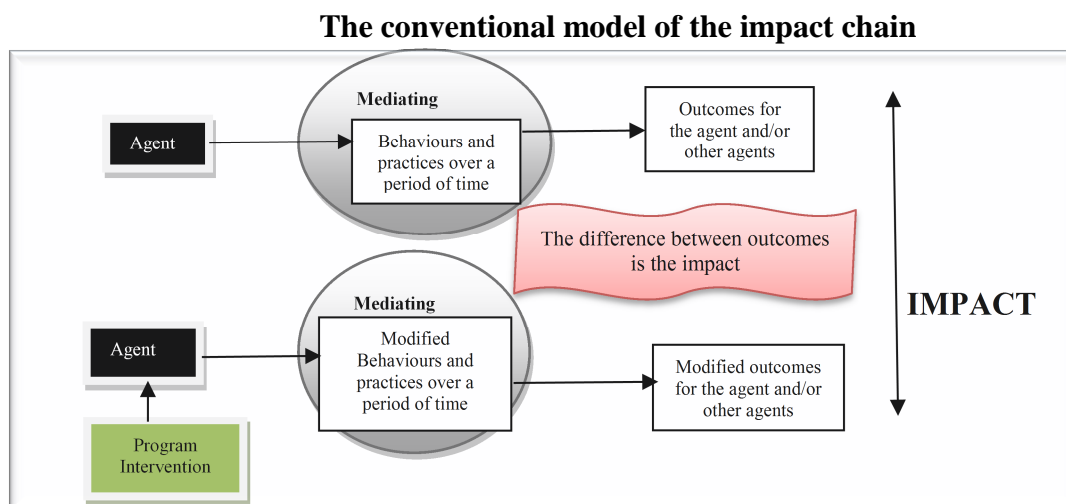 The conventional model of the impact chain
Mediating
Agent
Behaviours and
practices over a
period of time
Outcomes for
the agent and/or
other agents
The difference between outcomes
is the impact
IMPACT
Mediating
Agent
Modified
Behaviours and
practices over a
period of time
Modified outcomes
for the agent and/or
other agents
Program
Intervention